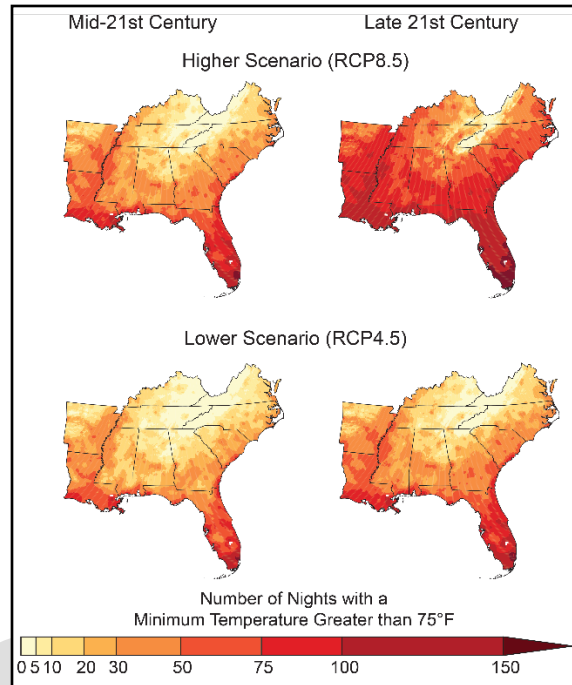 Mid-21st Century
Late 21st Century
Higher Scenario (RCP8.5)
Lower Scenario (RCP4.5)
Number of Nights with a
Minimum Temperature Greater than 75°F
0 5 10 20 30 50 75 100 150